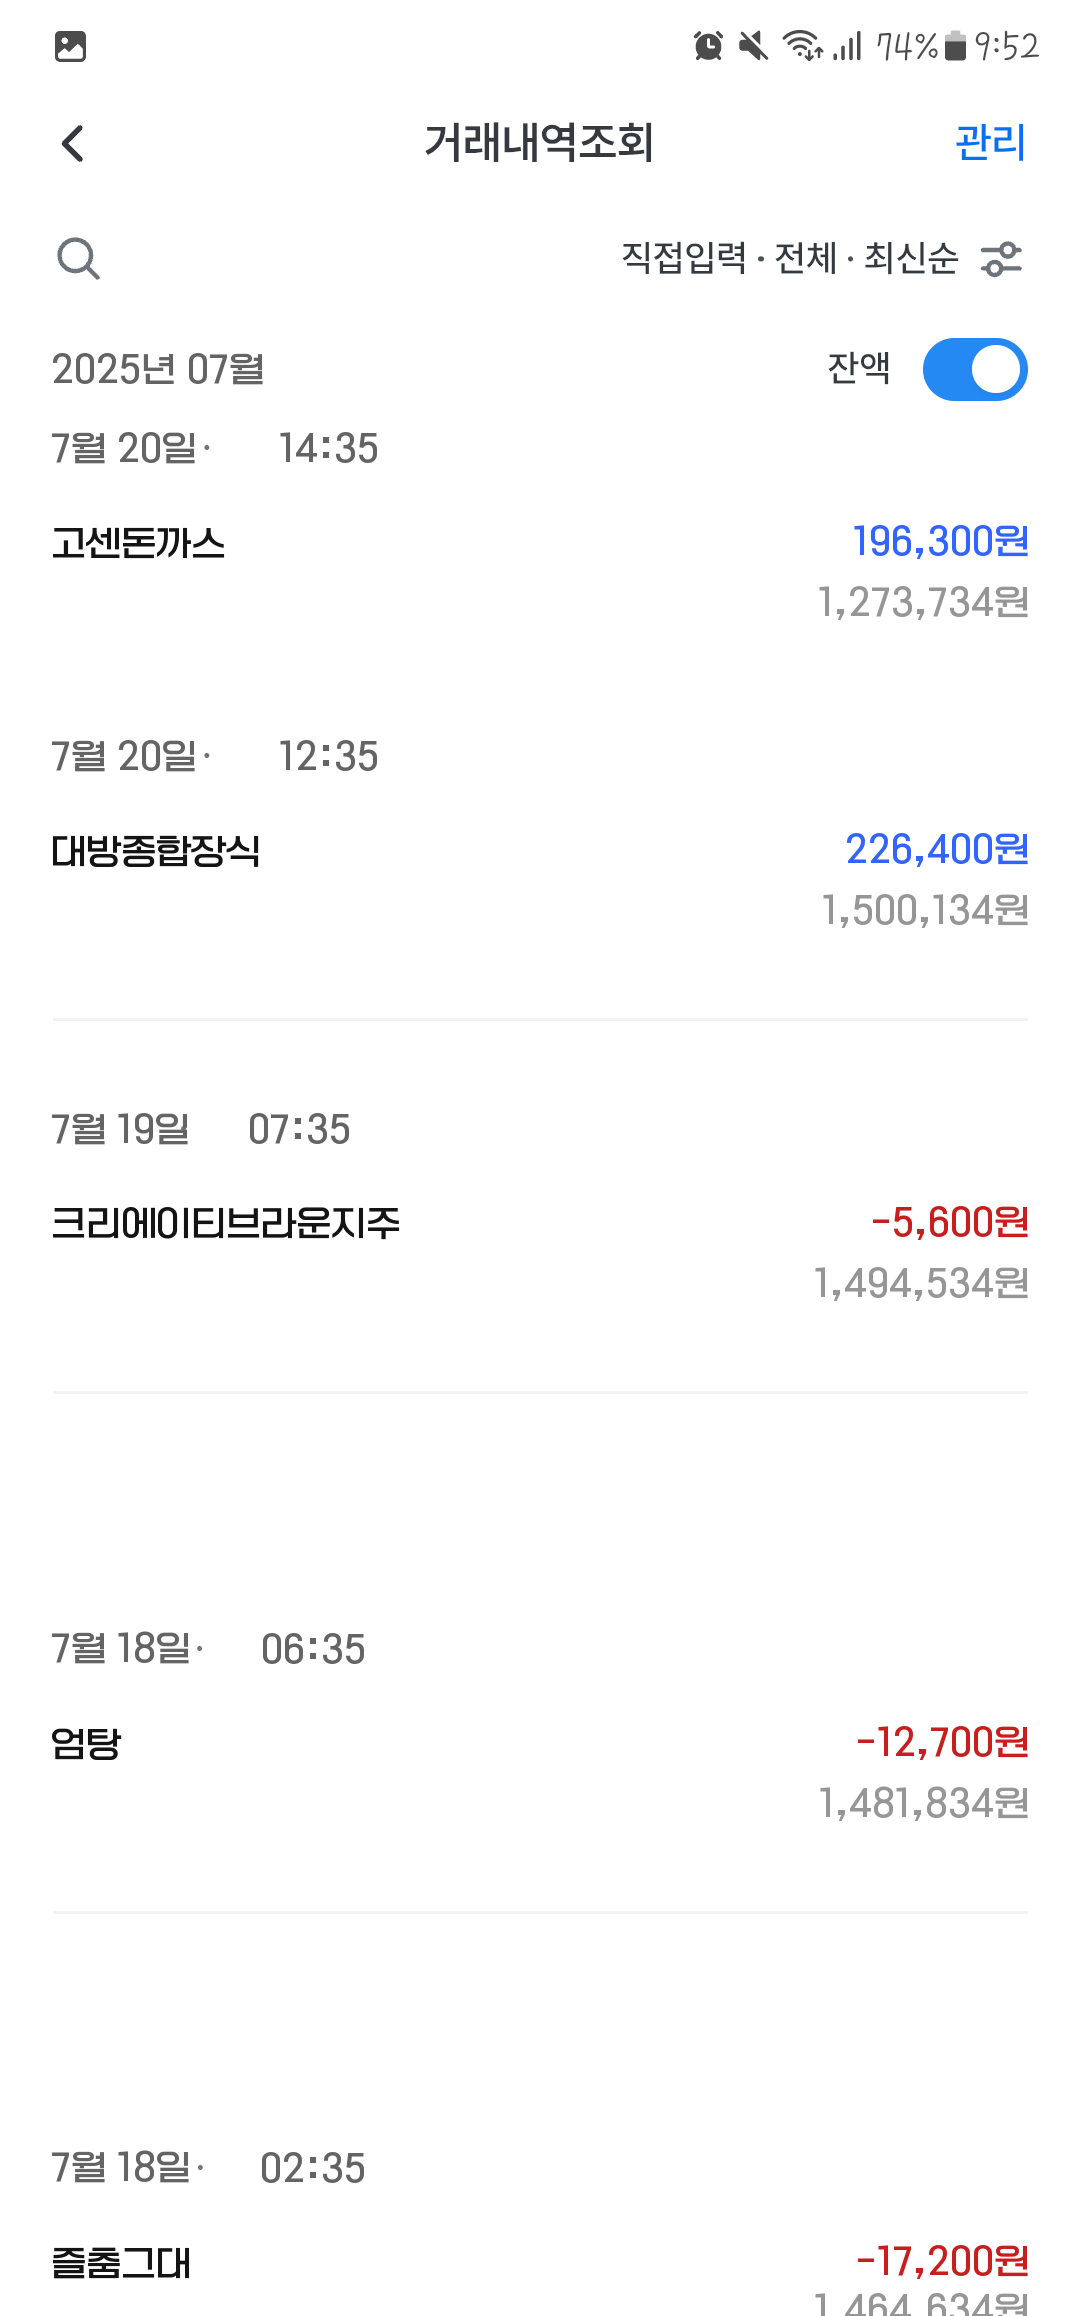 74% 9:52
거래내역조회 관리
직접입력 · 전체 · 최신순
2025년 07월 잔액
7월 20일· 14:35
고센돈까스 196,300원
1,273,734원
7월 20일· 12:35
대방종합장식 226,400원
1,500,134원
7월 19일 07:35
크리에이티브라운지주 -5,600원
1,494,534원
7월 18일· 06:35
엄탕 -12,700원
1,481,834원
7월 18일· 02:35
즐춤그대 -17,200원
1,464,634원